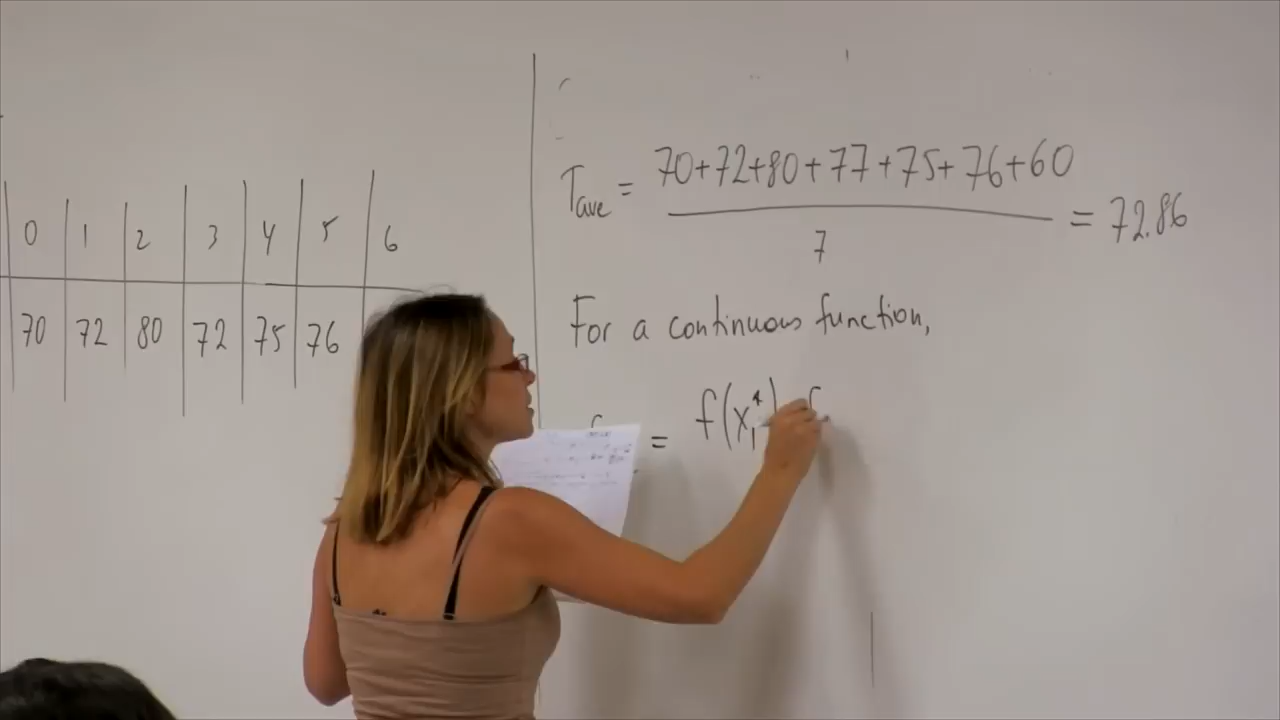 0 1 2 3 4 5 6
70 72 80 72 75 76
Tave = 70+72+80+77+75+76+60 / 7 = 72.86
For a continuous function,
= f(x₁*)